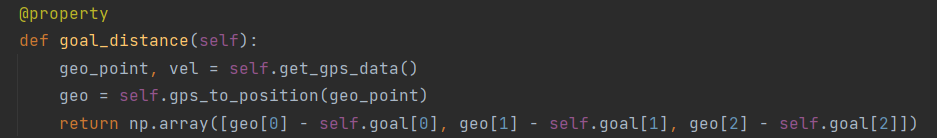 @property
def goal_distance(self):
    geo_point, vel = self.get_gps_data()
    geo = self.gps_to_position(geo_point)
    return np.array([geo[0] - self.goal[0], geo[1] - self.goal[1], geo[2] - self.goal[2]])